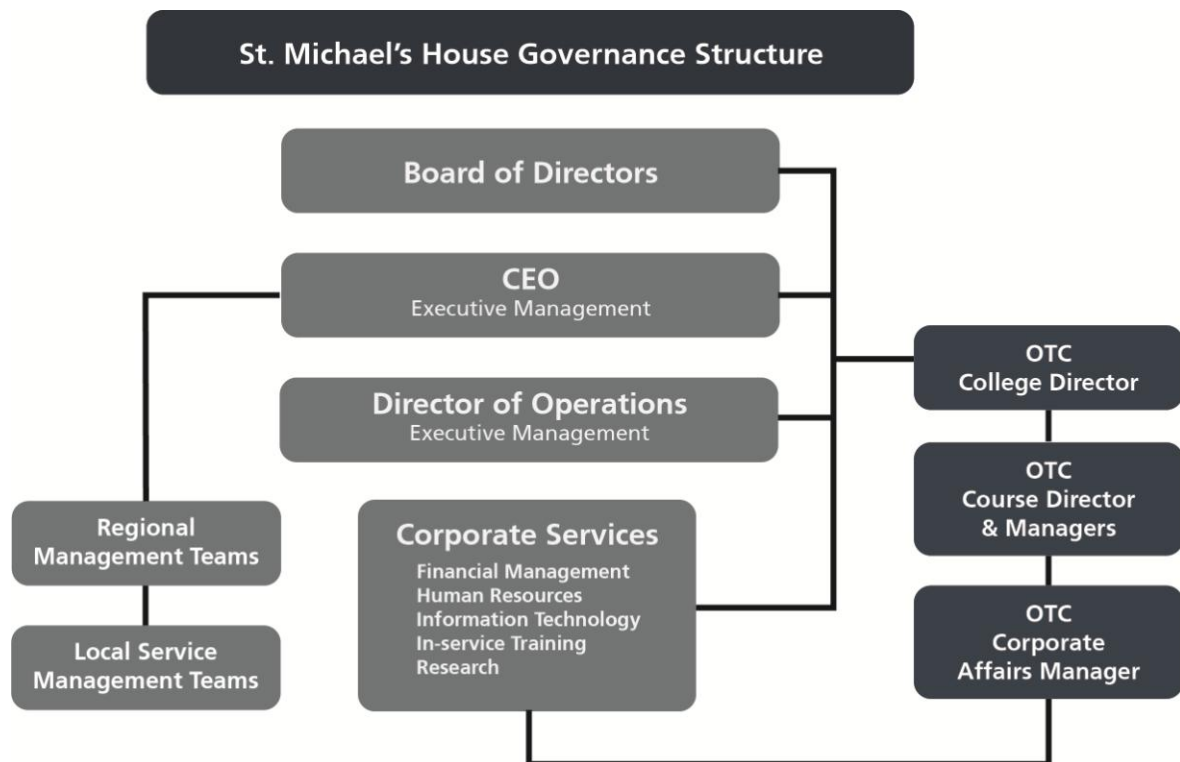 St. Michael’s House Governance Structure
Board of Directors
CEO
Executive Management
Director of Operations
Executive Management
Corporate Services
Financial Management
Human Resources
Information Technology
In-service Training
Research
Regional
Management Teams
Local Service
Management Teams
OTC
College Director
OTC
Course Director
& Managers
OTC
Corporate
Affairs Manager